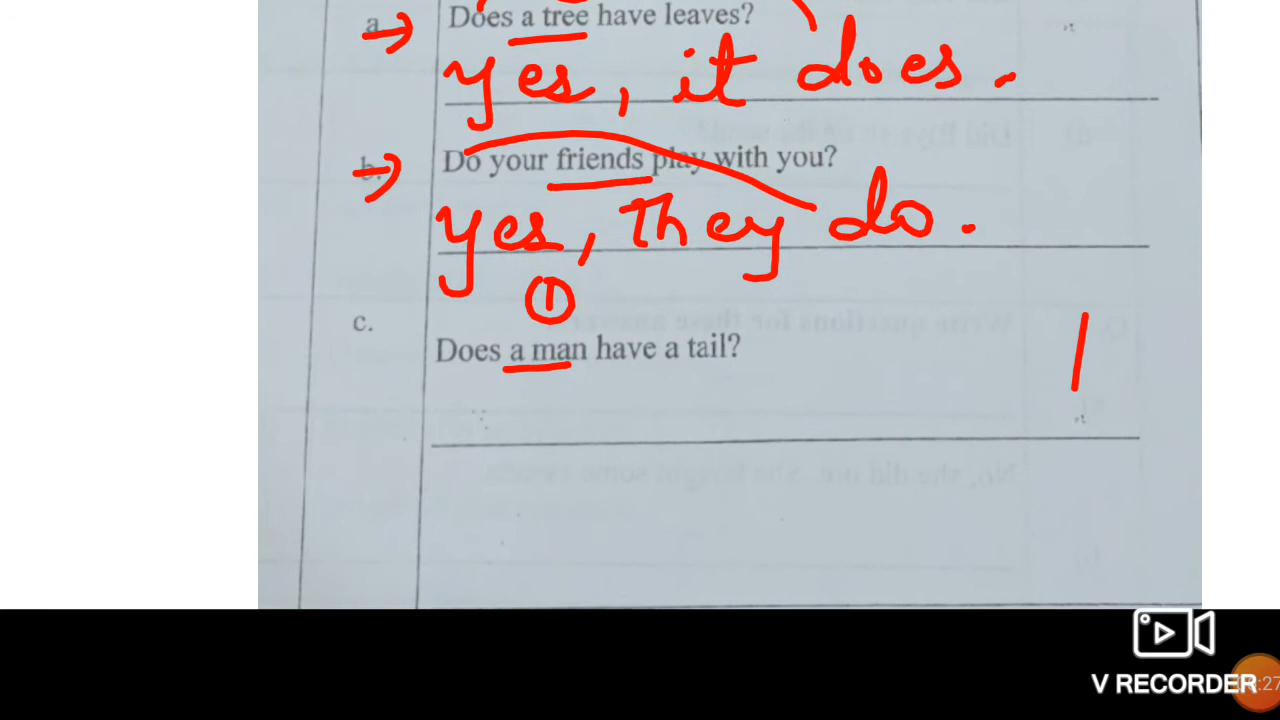 a Does a tree have leaves?
yes, it does.
b. Do your friends play with you?
yes, They do.
①
c.
Does a man have a tail?
V RECORDER
:27